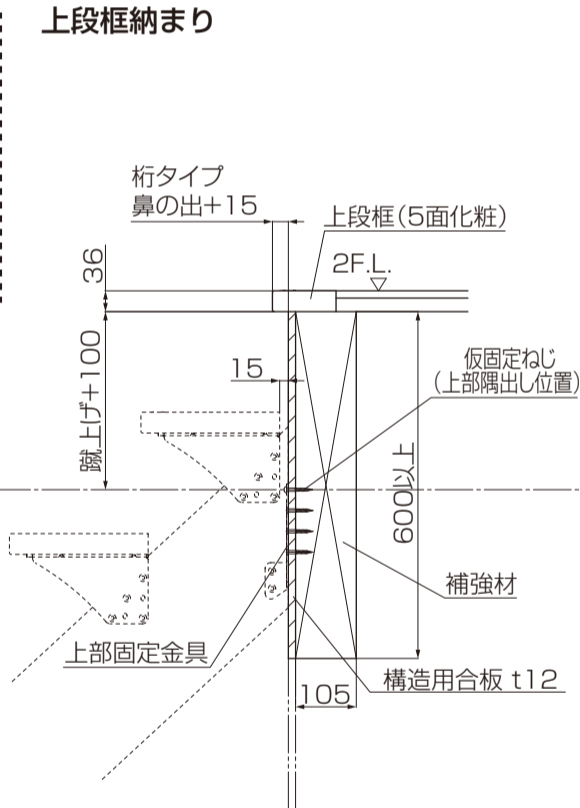 上段框納まり
桁タイプ
鼻の出+15
上段框(5面化粧)
2F.L.
36
蹴上げ+100
15
仮固定ねじ
(上部隅出し位置)
600以上
補強材
上部固定金具
105
構造用合板 t12